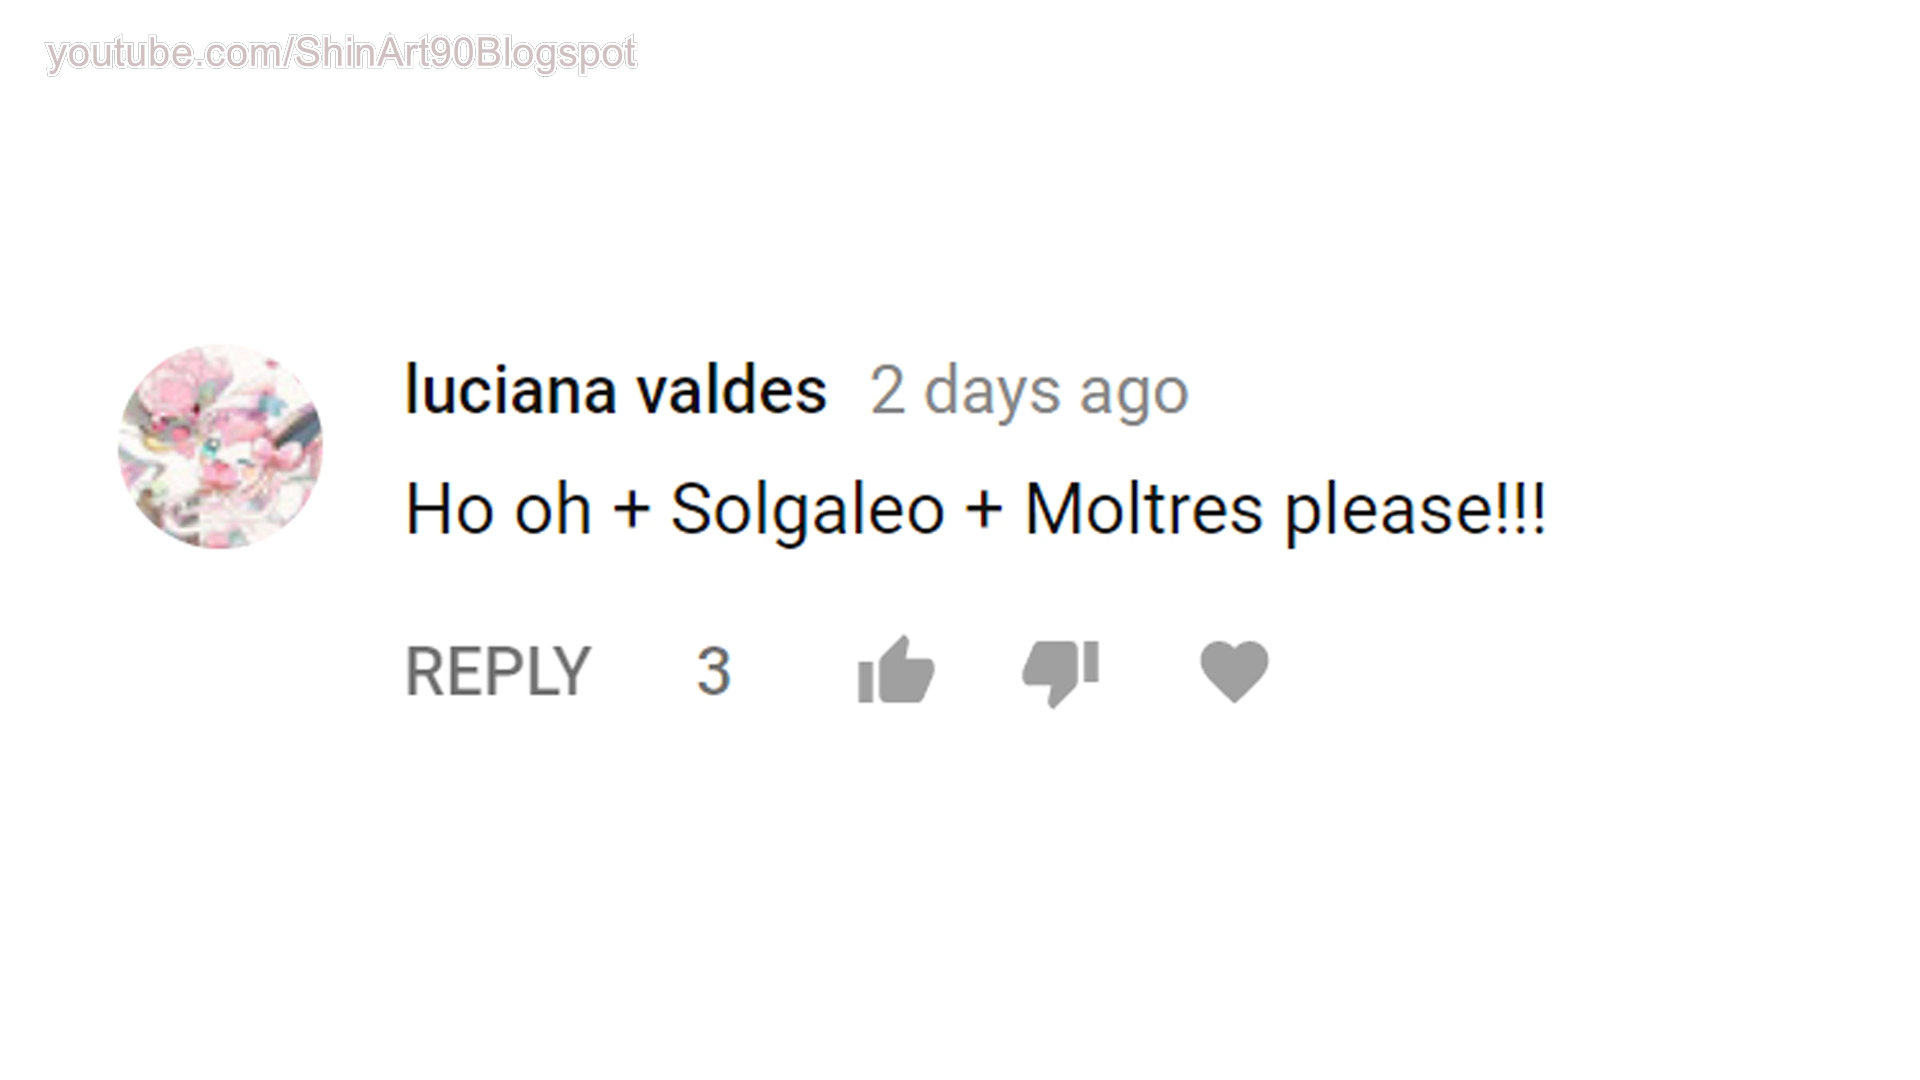 youtube.com/ShinArt90Blogspot
luciana valdes 2 days ago
Ho oh + Solgaleo + Moltres please!!!
REPLY 3